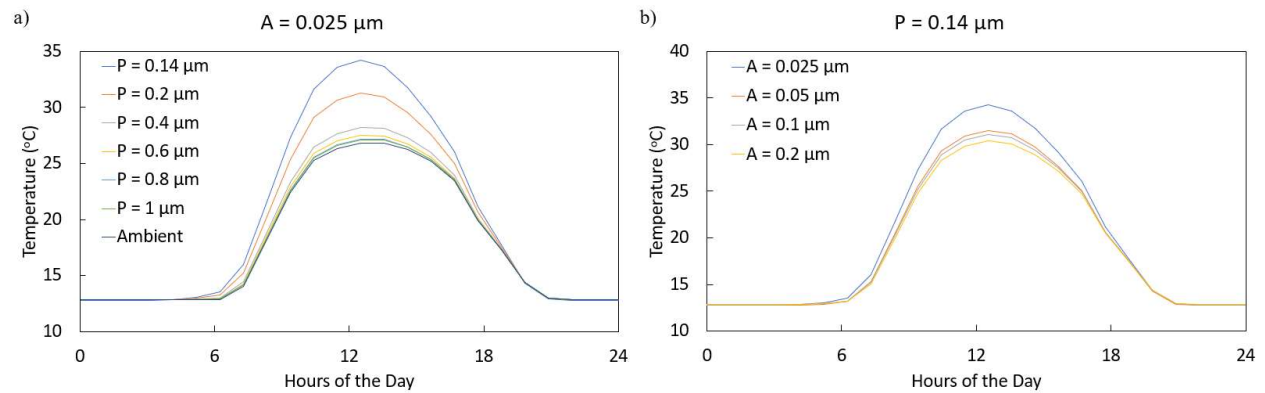 a)
A = 0.025 µm
35
30
25
20
15
10
Temperature (°C)
P = 0.14 µm
P = 0.2 µm
P = 0.4 µm
P = 0.6 µm
P = 0.8 µm
P = 1 µm
Ambient
0 6 12 18 24
Hours of the Day
b)
P = 0.14 µm
40
35
30
25
20
15
10
Temperature (°C)
A = 0.025 µm
A = 0.05 µm
A = 0.1 µm
A = 0.2 µm
0 6 12 18 24
Hours of the Day